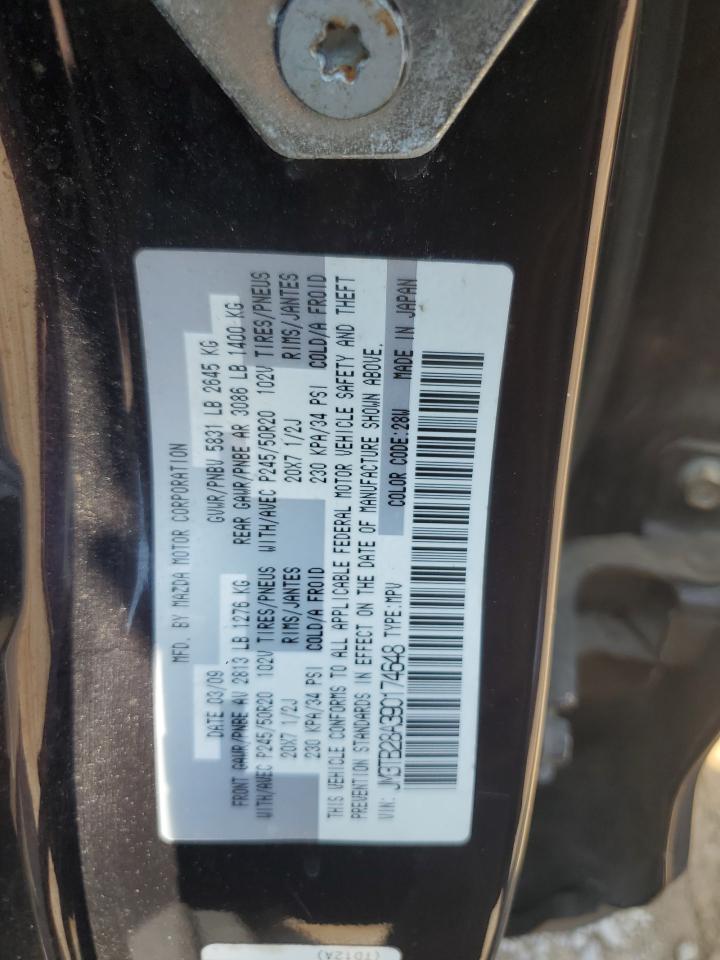 MFD. BY MAZDA MOTOR CORPORATION
DATE 03/09 GVWR/PNBV 5831 LB 2645 KG
FRONT GAWR/PNBE AV 2813 LB 1276 KG REAR GAWR/PNBE AR 3086 LB 1400 KG
WITH/AVEC P245/50R20 102V TIRES/PNEUS WITH/AVEC P245/50R20 102V TIRES/PNEUS
20X7 1/2J RIMS/JANTES 20X7 1/2J RIMS/JANTES
230 KPA/34 PSI COLD/A FROID 230 KPA/34 PSI COLD/A FROID
THIS VEHICLE CONFORMS TO ALL APPLICABLE FEDERAL MOTOR VEHICLE SAFETY AND THEFT
PREVENTION STANDARDS IN EFFECT ON THE DATE OF MANUFACTURE SHOWN ABOVE.
VIN: JM3TB28A390174648 TYPE:MPV COLOR CODE:28W MADE IN JAPAN
(TD12A)